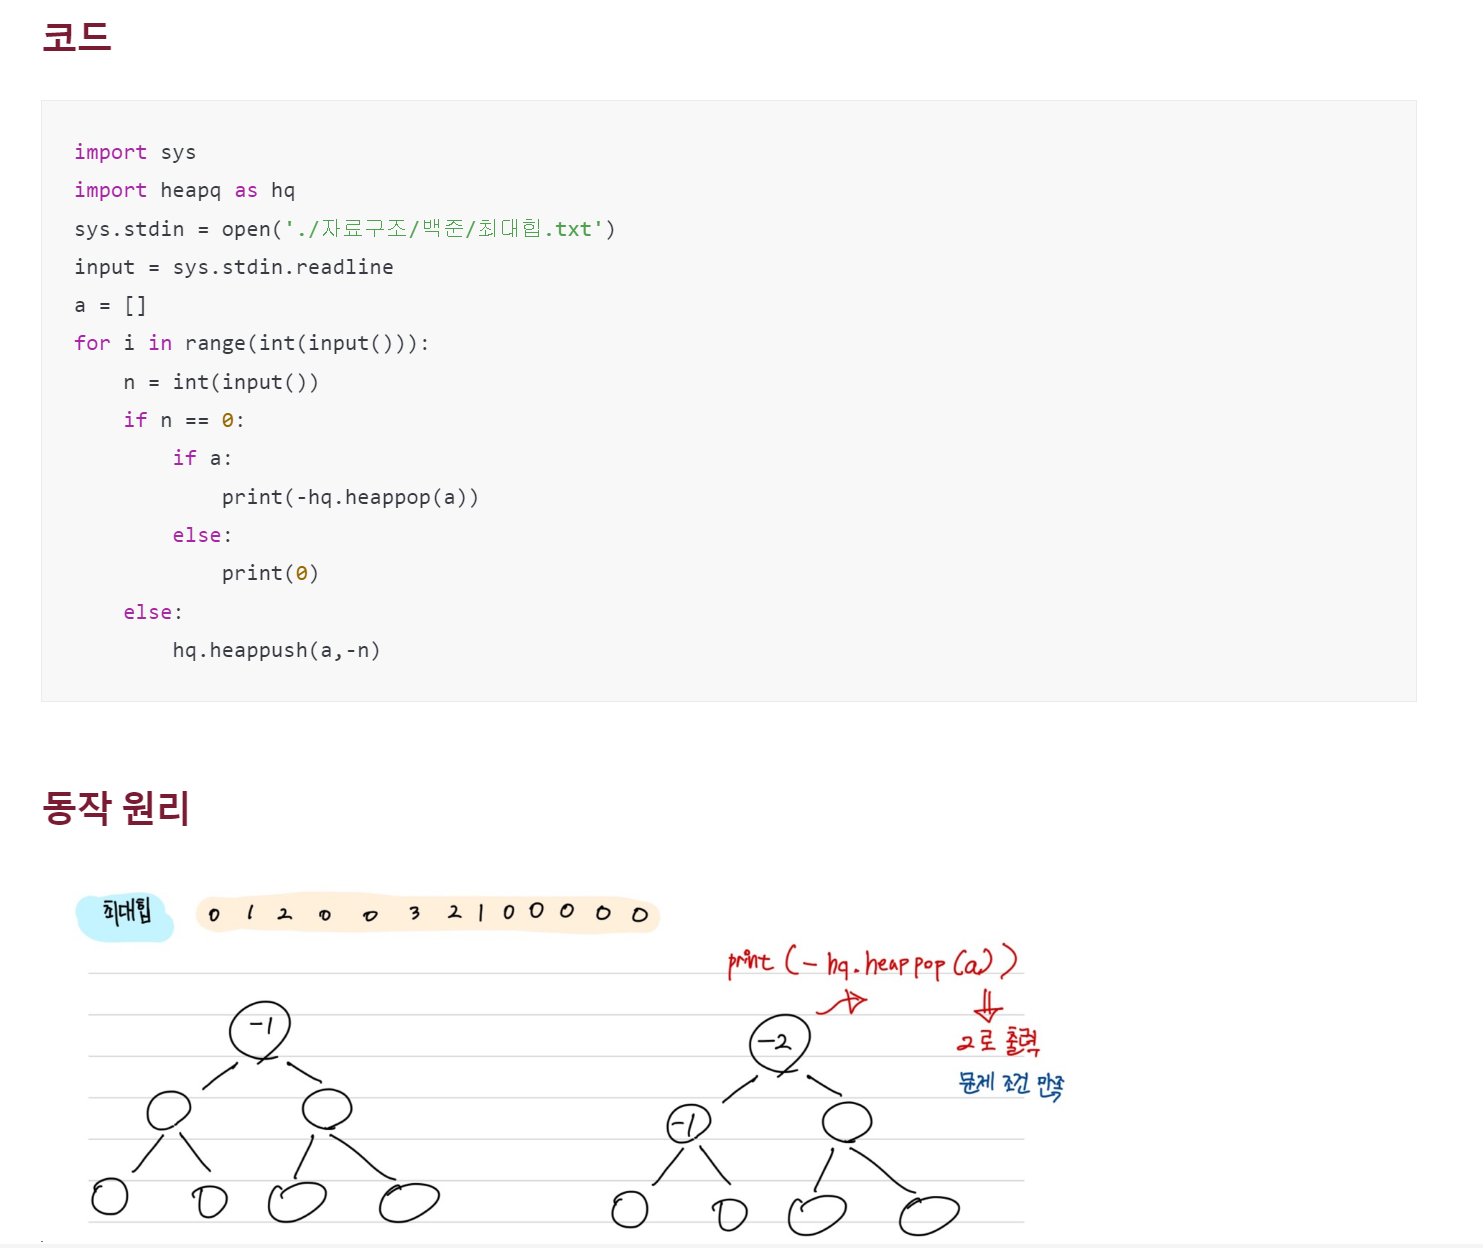 코드
import sys
import heapq as hq
sys.stdin = open('./자료구조/백준/최대힙.txt')
input = sys.stdin.readline
a = []
for i in range(int(input())):
    n = int(input())
    if n == 0:
        if a:
            print(-hq.heappop(a))
        else:
            print(0)
    else:
        hq.heappush(a,-n)
동작 원리
최대힙 0 1 2 0 0 3 2 1 0 0 0 0 0
print (-hq.heappop(a))
-1
-2
2로 출력
문제 조건 만족
-1